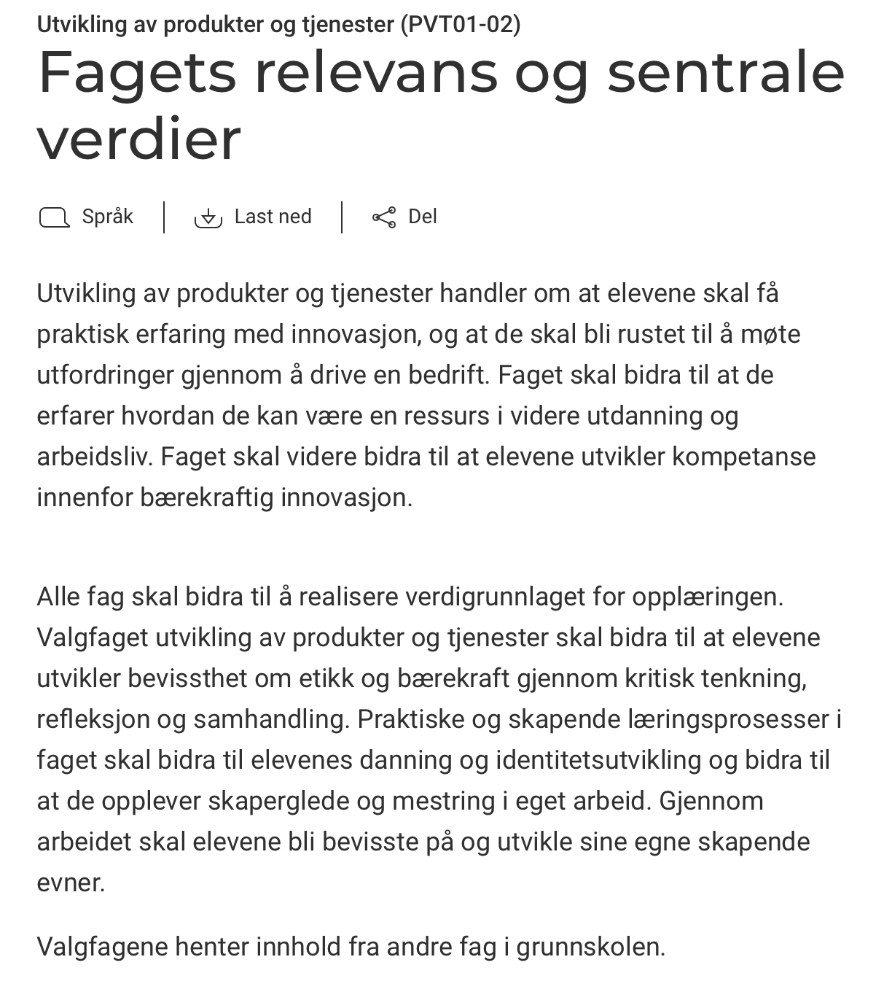 Utvikling av produkter og tjenester (PVT01-02)
Fagets relevans og sentrale
verdier
Språk
Last ned
Del
Utvikling av produkter og tjenester handler om at elevene skal få
praktisk erfaring med innovasjon, og at de skal bli rustet til å møte
utfordringer gjennom å drive en bedrift. Faget skal bidra til at de
erfarer hvordan de kan være en ressurs i videre utdanning og
arbeidsliv. Faget skal videre bidra til at elevene utvikler kompetanse
innenfor bærekraftig innovasjon.
Alle fag skal bidra til å realisere verdigrunnlaget for opplæringen.
Valgfaget utvikling av produkter og tjenester skal bidra til at elevene
utvikler bevissthet om etikk og bærekraft gjennom kritisk tenkning,
refleksjon og samhandling. Praktiske og skapende læringsprosesser i
faget skal bidra til elevenes danning og identitetsutvikling og bidra til
at de opplever skaperglede og mestring i eget arbeid. Gjennom
arbeidet skal elevene bli bevisste på og utvikle sine egne skapende
evner.
Valgfagene henter innhold fra andre fag i grunnskolen.